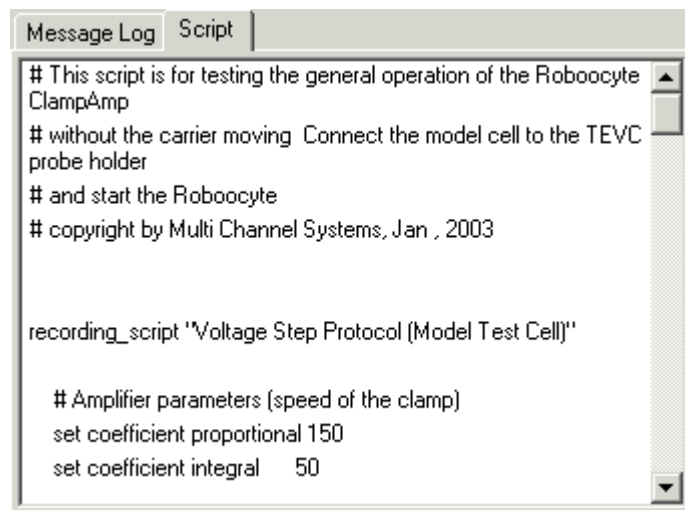 Message Log Script
# This script is for testing the general operation of the Roboocyte
ClampAmp
# without the carrier moving  Connect the model cell to the TEVC
probe holder
# and start the Roboocyte
# copyright by Multi Channel Systems, Jan , 2003
recording_script "Voltage Step Protocol (Model Test Cell)"
# Amplifier parameters (speed of the clamp)
set coefficient proportional 150
set coefficient integral 50